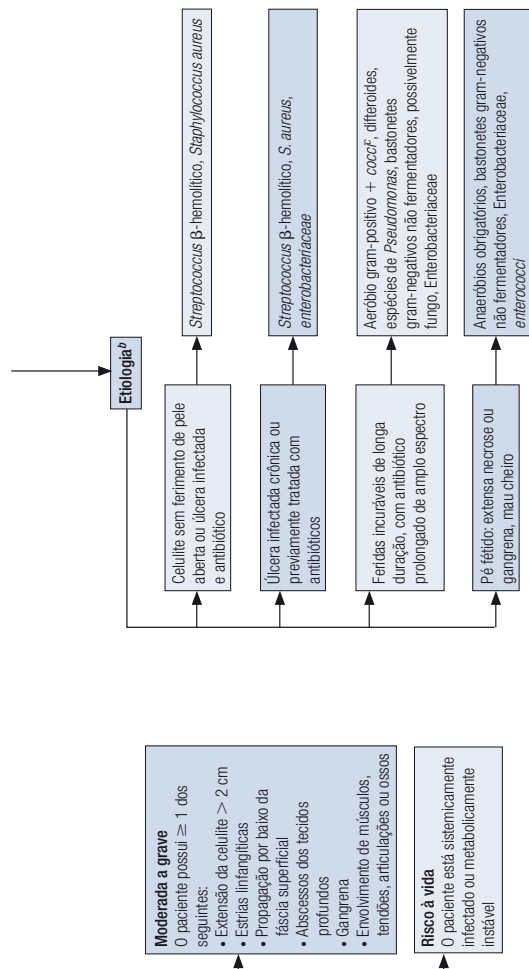 Etiologia^b
Celulite sem ferimento de pele
aberta ou úlcera infectada
e antibiótico
Streptococcus β-hemolítico, Staphylococcus aureus
Úlcera infectada crônica ou
previamente tratada com
antibióticos
Streptococcus β-hemolítico, S. aureus,
enterobacteriaceae
Feridas incuráveis de longa
duração, com antibiótico
prolongado de amplo espectro
Aeróbio gram-positivo + cocci^c, difteroides,
espécies de Pseudomonas, bastonetes
gram-negativos não fermentadores, possivelmente
fungo, Enterobacteriaceae
Pé fétido: extensa necrose ou
gangrena, mau cheiro
Anaeróbios obrigatórios, bastonetes gram-negativos
não fermentadores, Enterobacteriaceae,
enterococci
Moderada a grave
O paciente possui ≥ 1 dos
seguintes:
• Extensão da celulite > 2 cm
• Estrias linfangíticas
• Propagação por baixo da
fáscia superficial
• Abscessos dos tecidos
profundos
• Gangrena
• Envolvimento de músculos,
tendões, articulações ou ossos
Risco à vida
O paciente está sistemicamente
infectado ou metabolicamente
instável